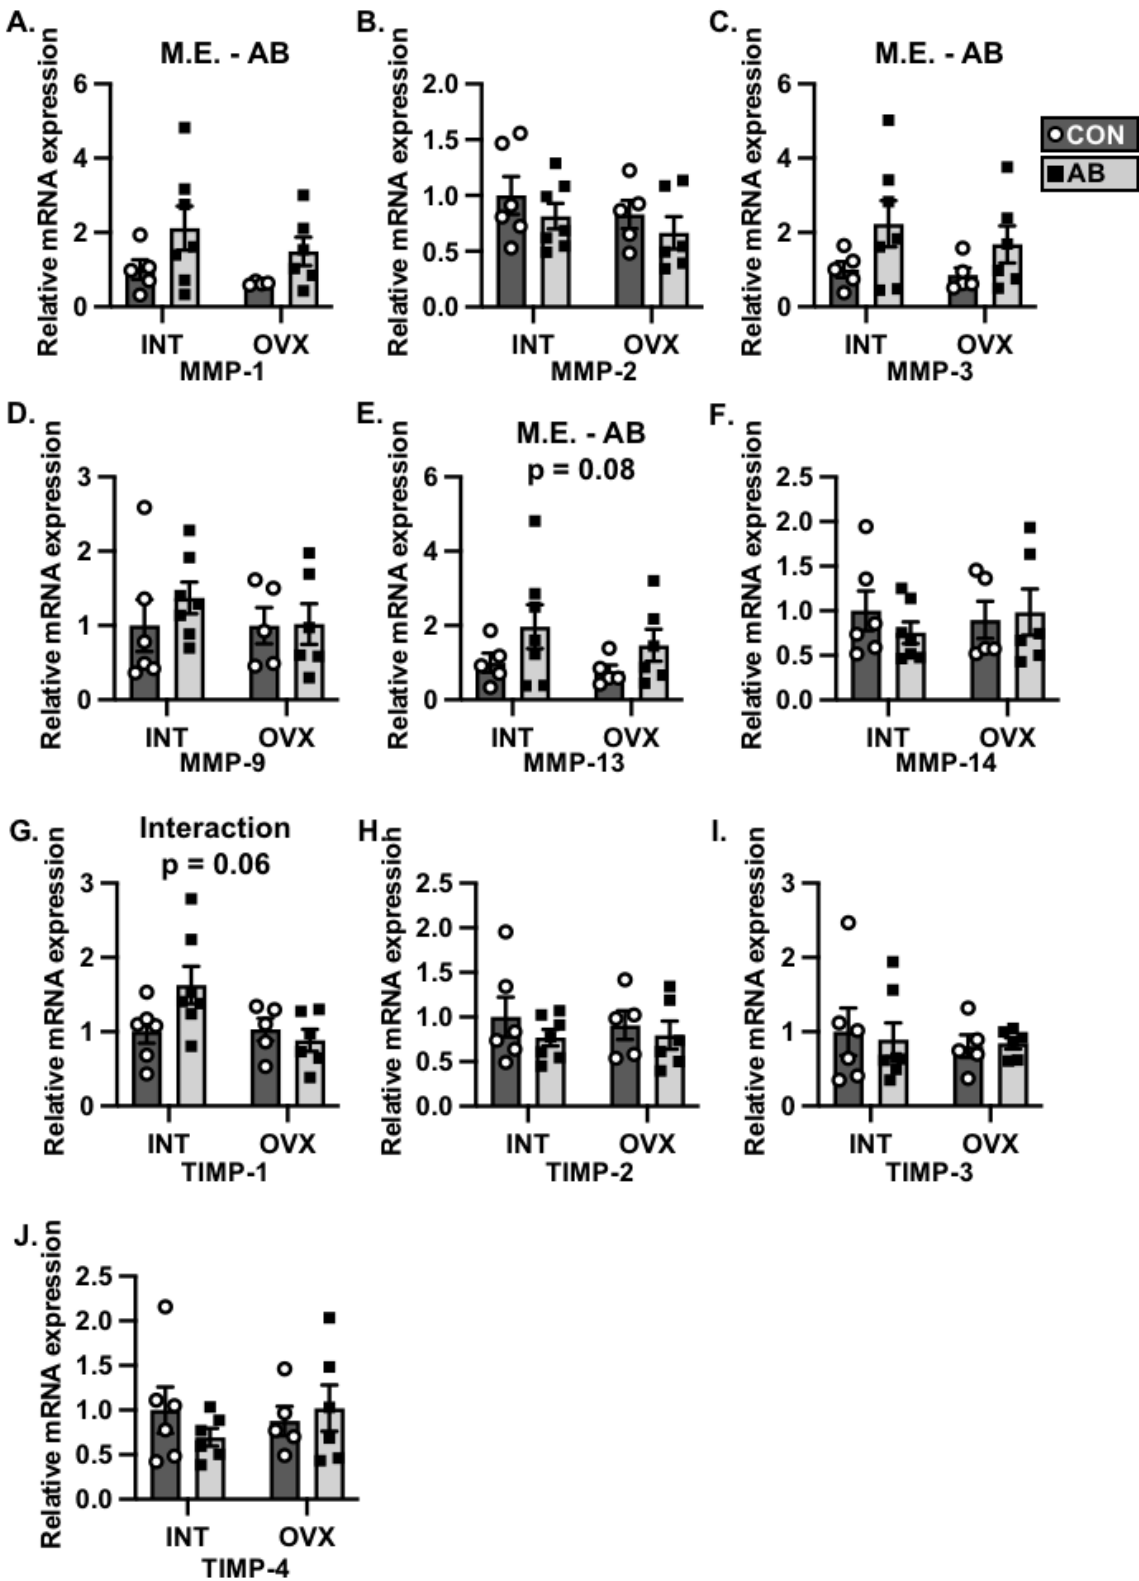 A.
M.E. - AB
Relative mRNA expression
6
4
2
0
INT OVX
MMP-1
B.
Relative mRNA expression
2.0
1.5
1.0
0.5
0.0
INT OVX
MMP-2
C.
M.E. - AB
Relative mRNA expression
6
4
2
0
INT OVX
MMP-3
CON
AB
D.
Relative mRNA expression
3
2
1
0
INT OVX
MMP-9
E.
M.E. - AB
p = 0.08
Relative mRNA expression
6
4
2
0
INT OVX
MMP-13
F.
Relative mRNA expression
2.5
2.0
1.5
1.0
0.5
0.0
INT OVX
MMP-14
G.
Interaction
p = 0.06
Relative mRNA expression
3
2
1
0
INT OVX
TIMP-1
H.
Relative mRNA expression
2.5
2.0
1.5
1.0
0.5
0.0
INT OVX
TIMP-2
I.
Relative mRNA expression
3
2
1
0
INT OVX
TIMP-3
J.
Relative mRNA expression
2.5
2.0
1.5
1.0
0.5
0.0
INT OVX
TIMP-4